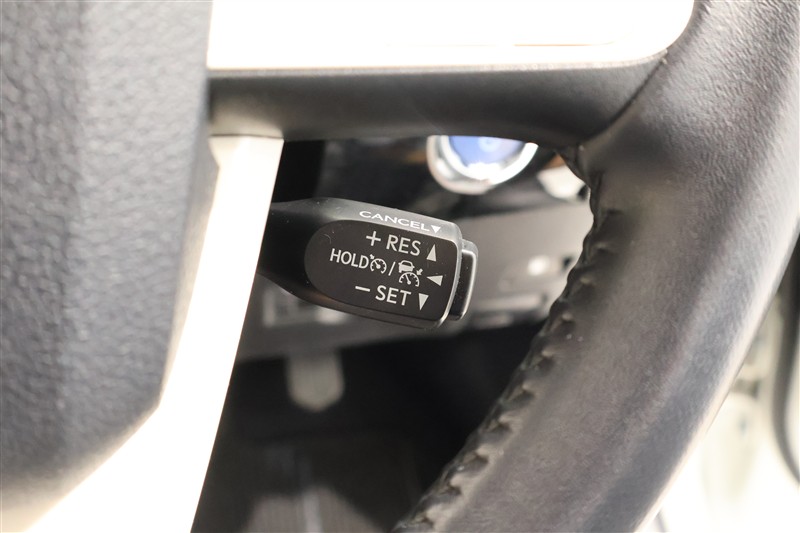 CANCEL▼
+ RES ▲
HOLD / ◀
− SET ▼